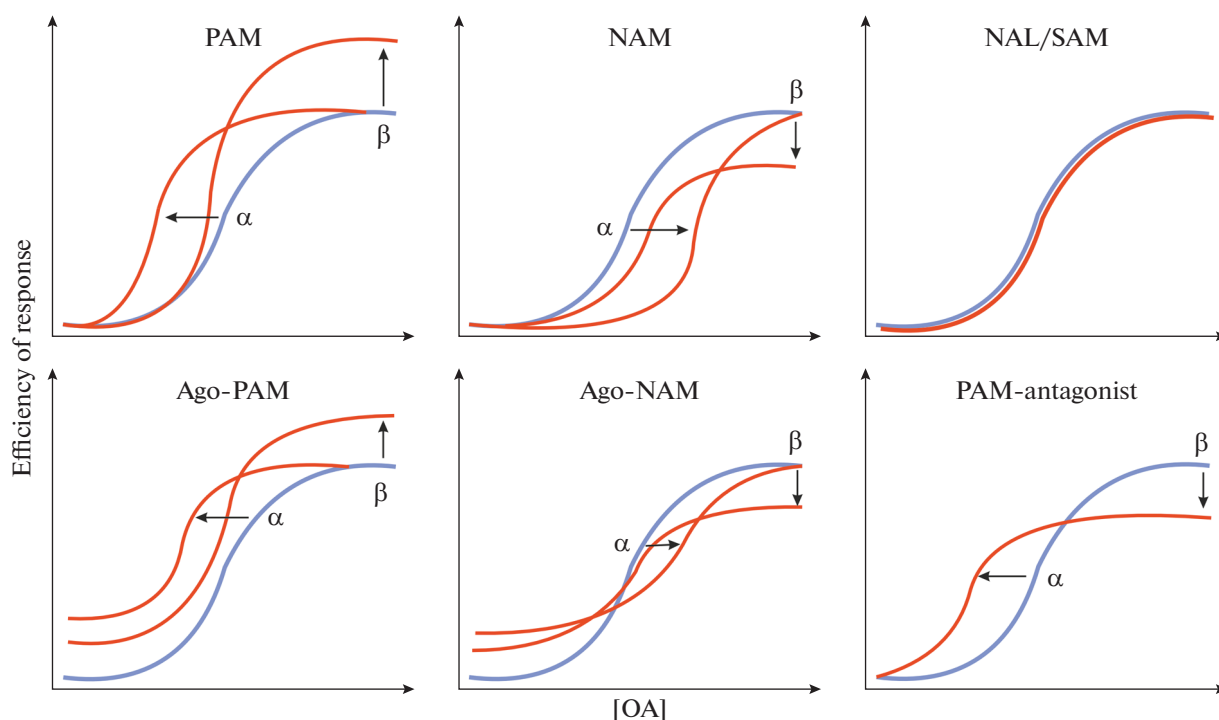 PAM
β
α
NAM
β
α
NAL/SAM
Efficiency of response
Ago-PAM
β
α
Ago-NAM
β
α
PAM-antagonist
β
α
[OA]